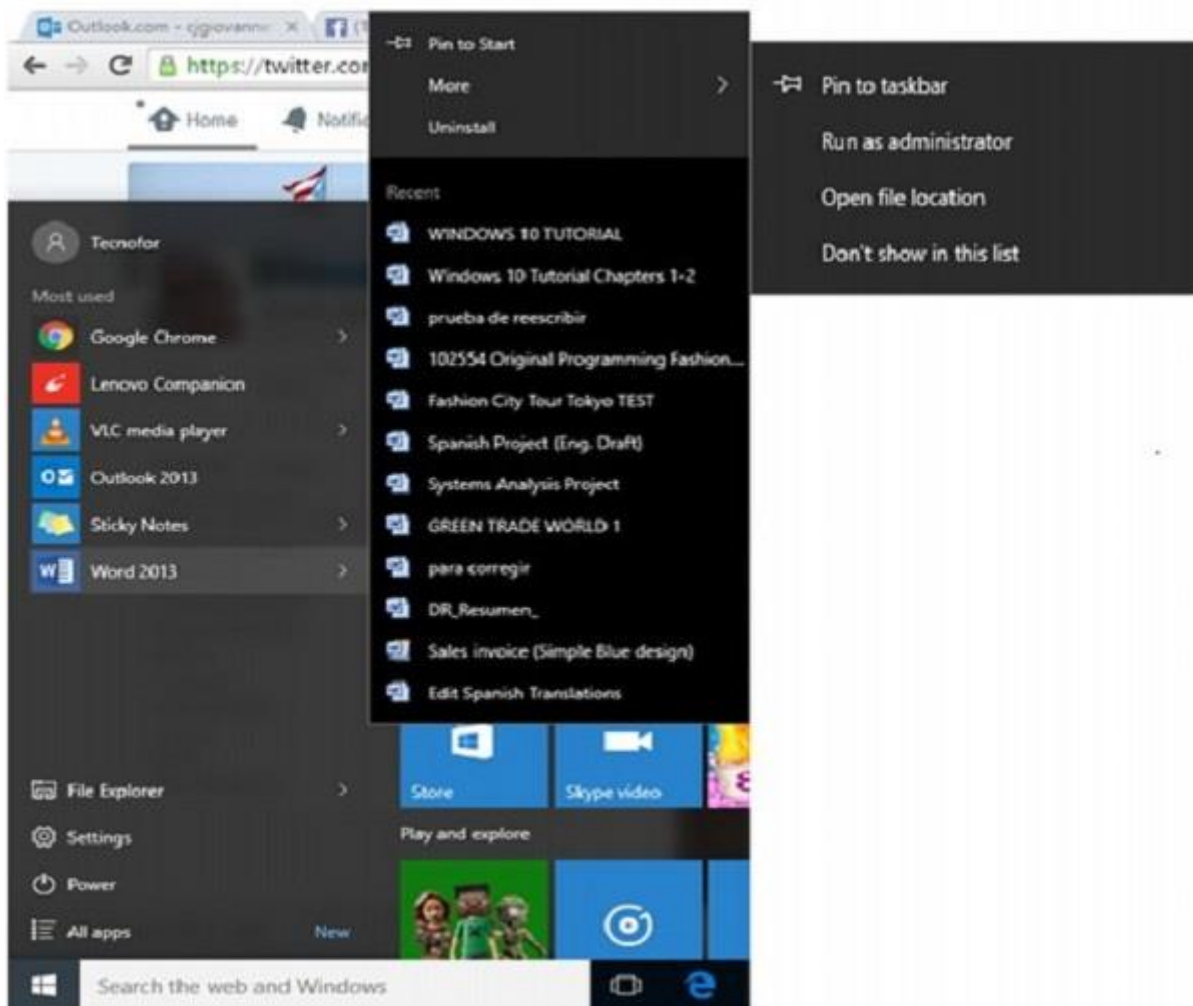 Outlook.com - cjgiovann
https://twitter.com
Home
Notific
Tecnofor
Most used
Google Chrome
Lenovo Companion
VLC media player
Outlook 2013
Sticky Notes
Word 2013
File Explorer
Settings
Power
All apps
New
Search the web and Windows
Pin to Start
More
Uninstall
Recent
WINDOWS 10 TUTORIAL
Windows 10 Tutorial Chapters 1-2
prueba de reescribir
102554 Original Programming Fashion...
Fashion City Tour Tokyo TEST
Spanish Project (Eng. Draft)
Systems Analysis Project
GREEN TRADE WORLD 1
para corregir
DR_Resumen_
Sales invoice (Simple Blue design)
Edit Spanish Translations
Store
Skype video
Play and explore
Pin to taskbar
Run as administrator
Open file location
Don't show in this list